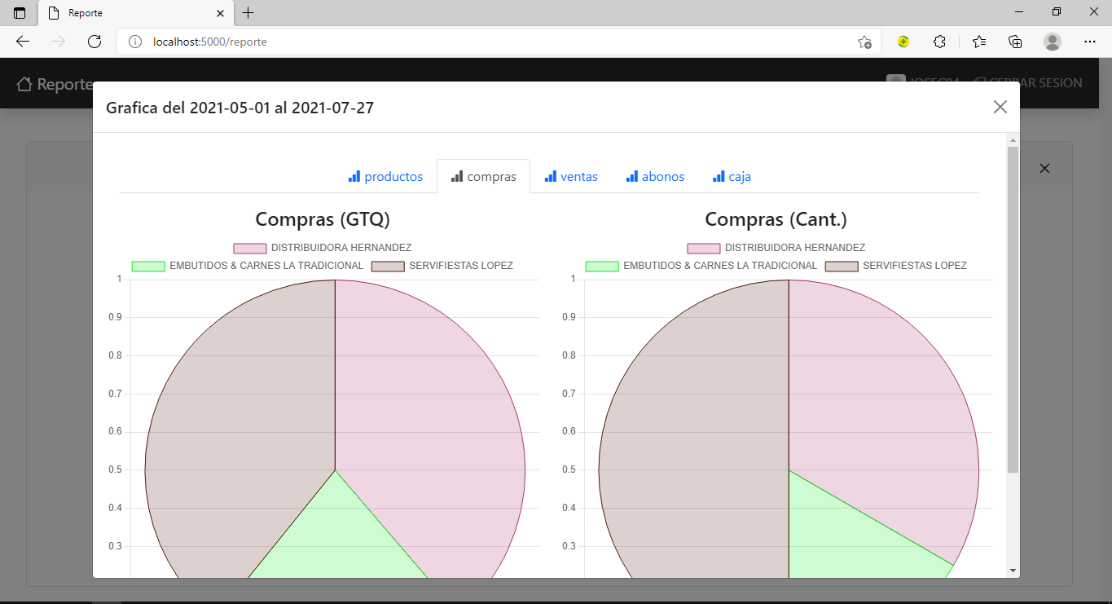 Reporte
localhost:5000/reporte
Reporte
JOSEC94 CERRAR SESION
Grafica del 2021-05-01 al 2021-07-27
productos compras ventas abonos caja
Compras (GTQ)
DISTRIBUIDORA HERNANDEZ
EMBUTIDOS & CARNES LA TRADICIONAL SERVIFIESTAS LOPEZ
1
0.9
0.8
0.7
0.6
0.5
0.4
0.3
Compras (Cant.)
DISTRIBUIDORA HERNANDEZ
EMBUTIDOS & CARNES LA TRADICIONAL SERVIFIESTAS LOPEZ
1
0.9
0.8
0.7
0.6
0.5
0.4
0.3